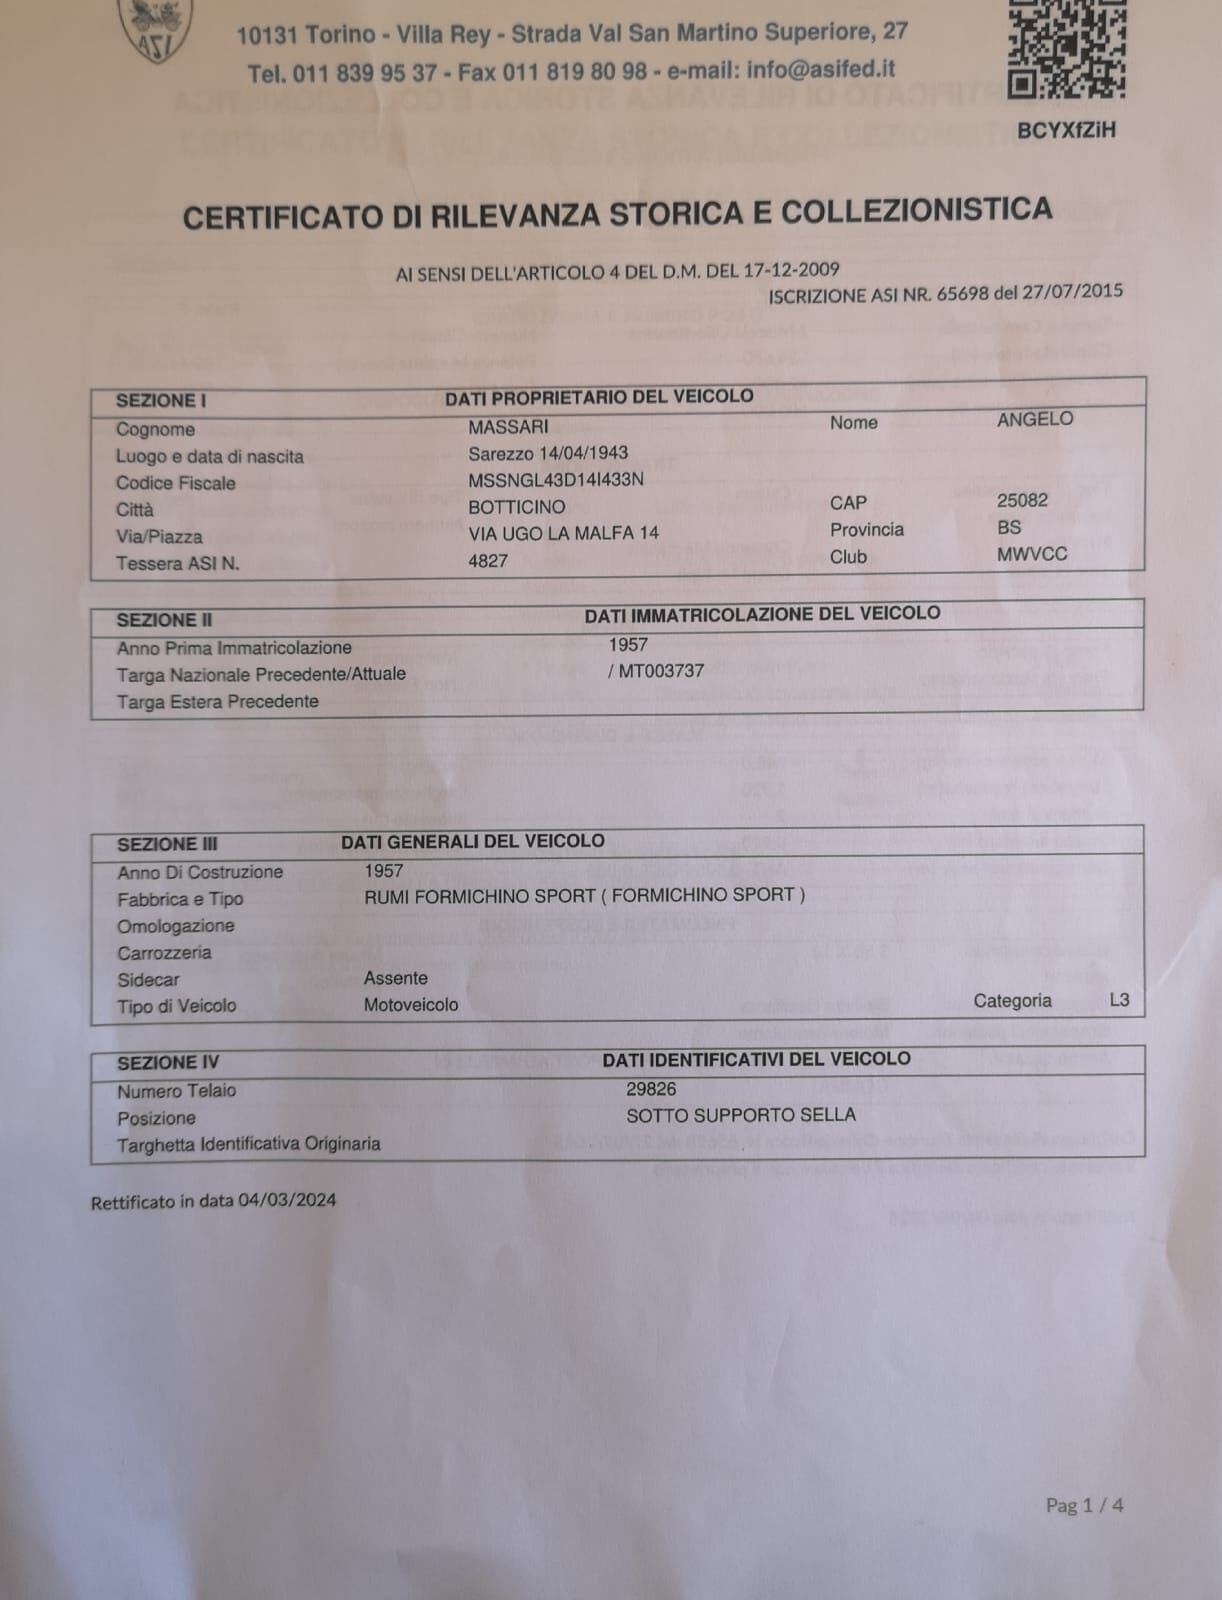 ASI
10131 Torino - Villa Rey - Strada Val San Martino Superiore, 27
Tel. 011 839 95 37 - Fax 011 819 80 98 - e-mail: info@asifed.it
BCYXfZiH
CERTIFICATO DI RILEVANZA STORICA E COLLEZIONISTICA
AI SENSI DELL'ARTICOLO 4 DEL D.M. DEL 17-12-2009
ISCRIZIONE ASI NR. 65698 del 27/07/2015
SEZIONE I DATI PROPRIETARIO DEL VEICOLO
Cognome MASSARI Nome ANGELO
Luogo e data di nascita Sarezzo 14/04/1943
Codice Fiscale MSSNGL43D14I433N
Città BOTTICINO CAP 25082
Via/Piazza VIA UGO LA MALFA 14 Provincia BS
Tessera ASI N. 4827 Club MWVCC
SEZIONE II DATI IMMATRICOLAZIONE DEL VEICOLO
Anno Prima Immatricolazione 1957
Targa Nazionale Precedente/Attuale / MT003737
Targa Estera Precedente
SEZIONE III DATI GENERALI DEL VEICOLO
Anno Di Costruzione 1957
Fabbrica e Tipo RUMI FORMICHINO SPORT ( FORMICHINO SPORT )
Omologazione
Carrozzeria
Sidecar Assente
Tipo di Veicolo Motoveicolo Categoria L3
SEZIONE IV DATI IDENTIFICATIVI DEL VEICOLO
Numero Telaio 29826
Posizione SOTTO SUPPORTO SELLA
Targhetta Identificativa Originaria
Rettificato in data 04/03/2024
Pag 1 / 4